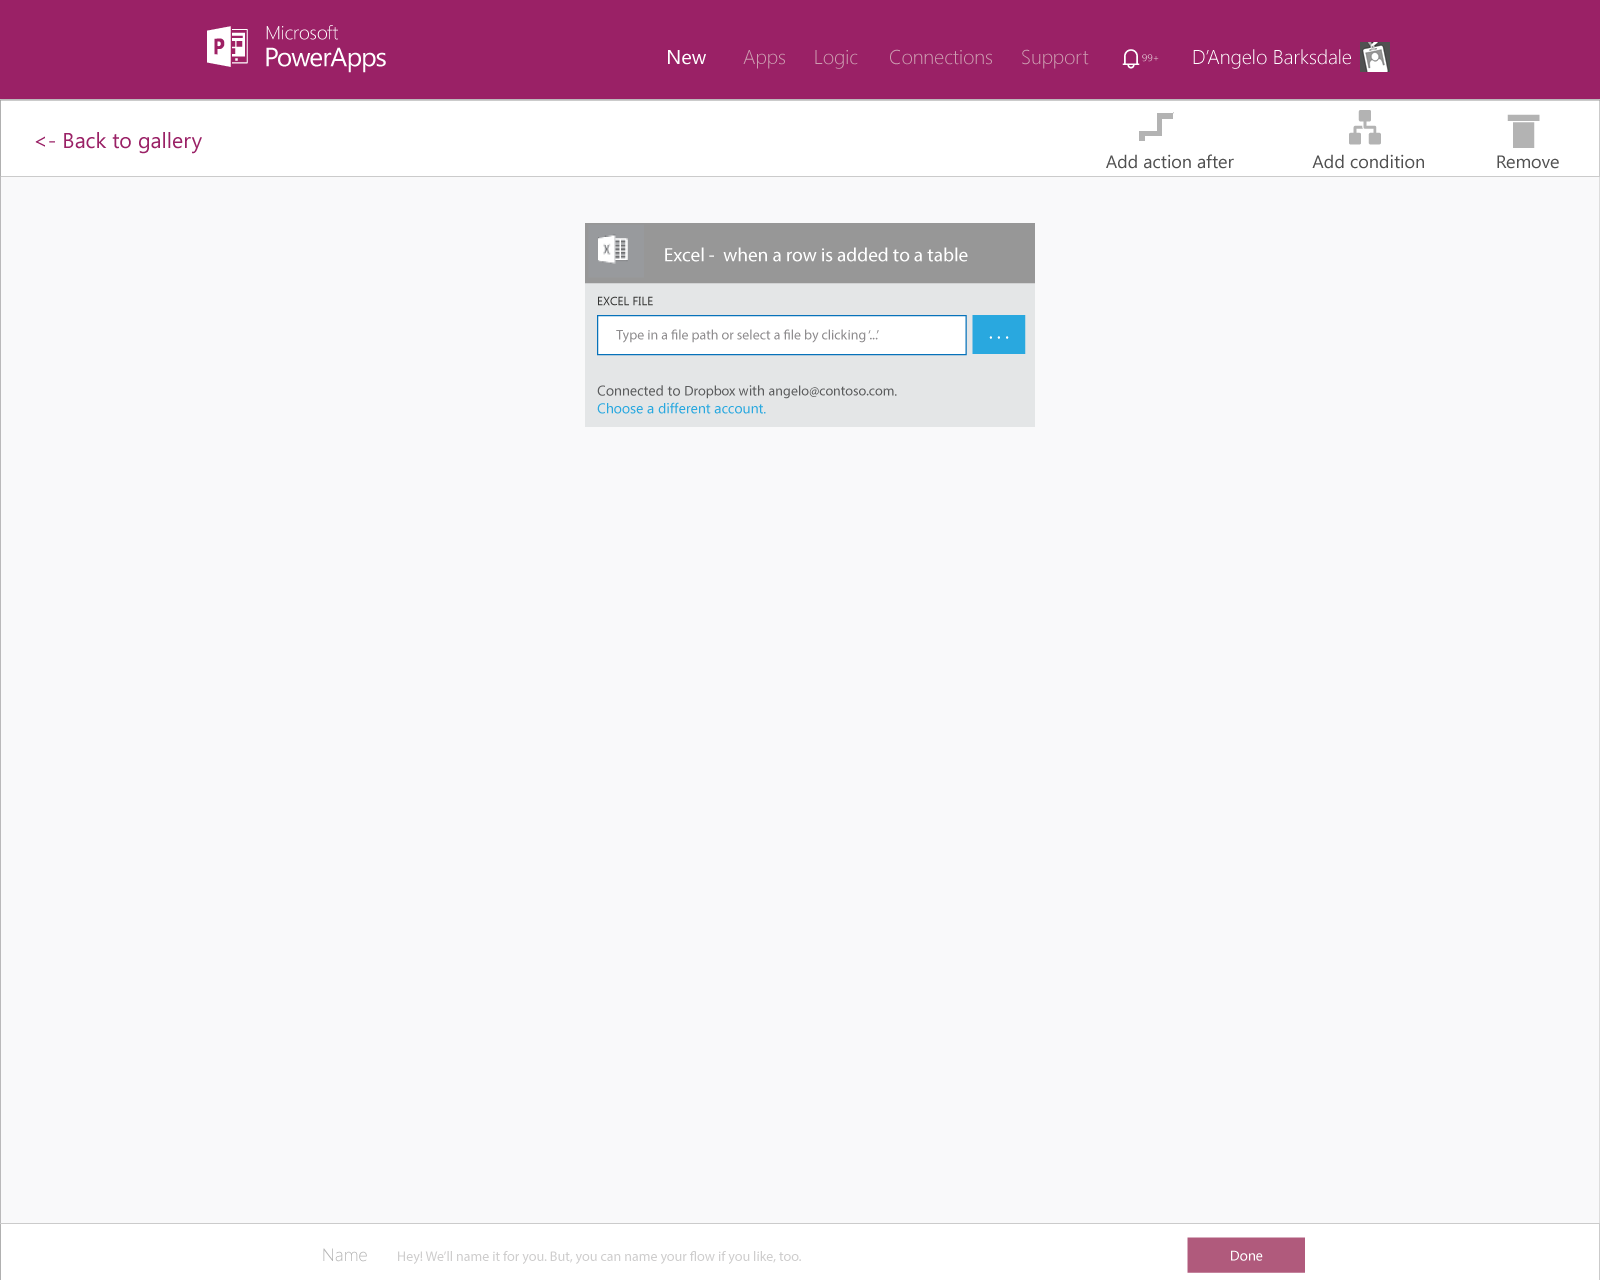 Microsoft
PowerApps
New Apps Logic Connections Support 99+ D'Angelo Barksdale
<- Back to gallery
Add action after Add condition Remove
Excel - when a row is added to a table
EXCEL FILE
Type in a file path or select a file by clicking '...' ...
Connected to Dropbox with angelo@contoso.com.
Choose a different account.
Name Hey! We'll name it for you. But, you can name your flow if you like, too. Done